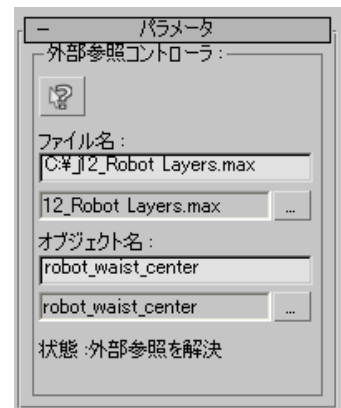 パラメータ
外部参照コントローラ :
ファイル名 :
C:¥j12_Robot Layers.max
12_Robot Layers.max
...
オブジェクト名 :
robot_waist_center
robot_waist_center
...
状態 :外部参照を解決